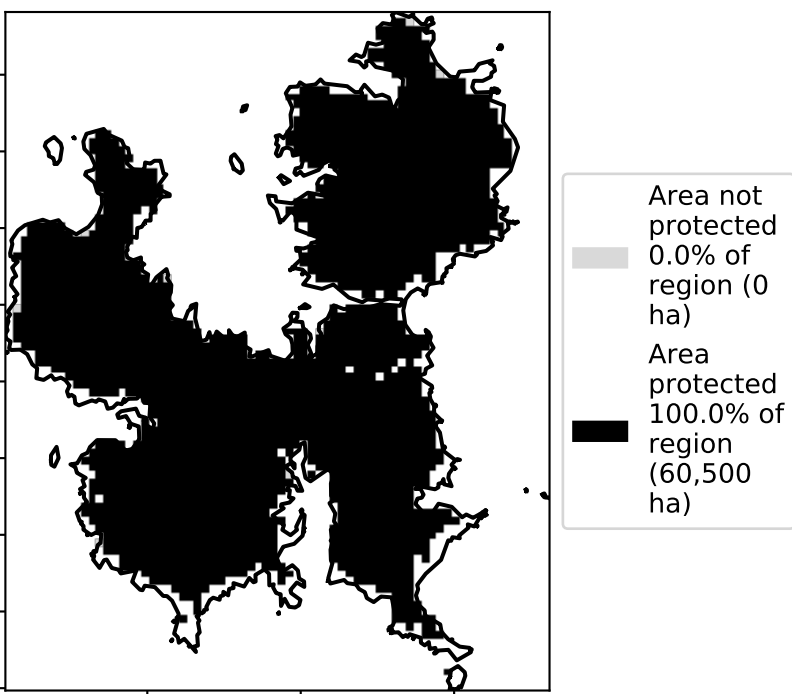 Area not
protected
0.0% of
region (0
ha)
Area
protected
100.0% of
region
(60,500
ha)